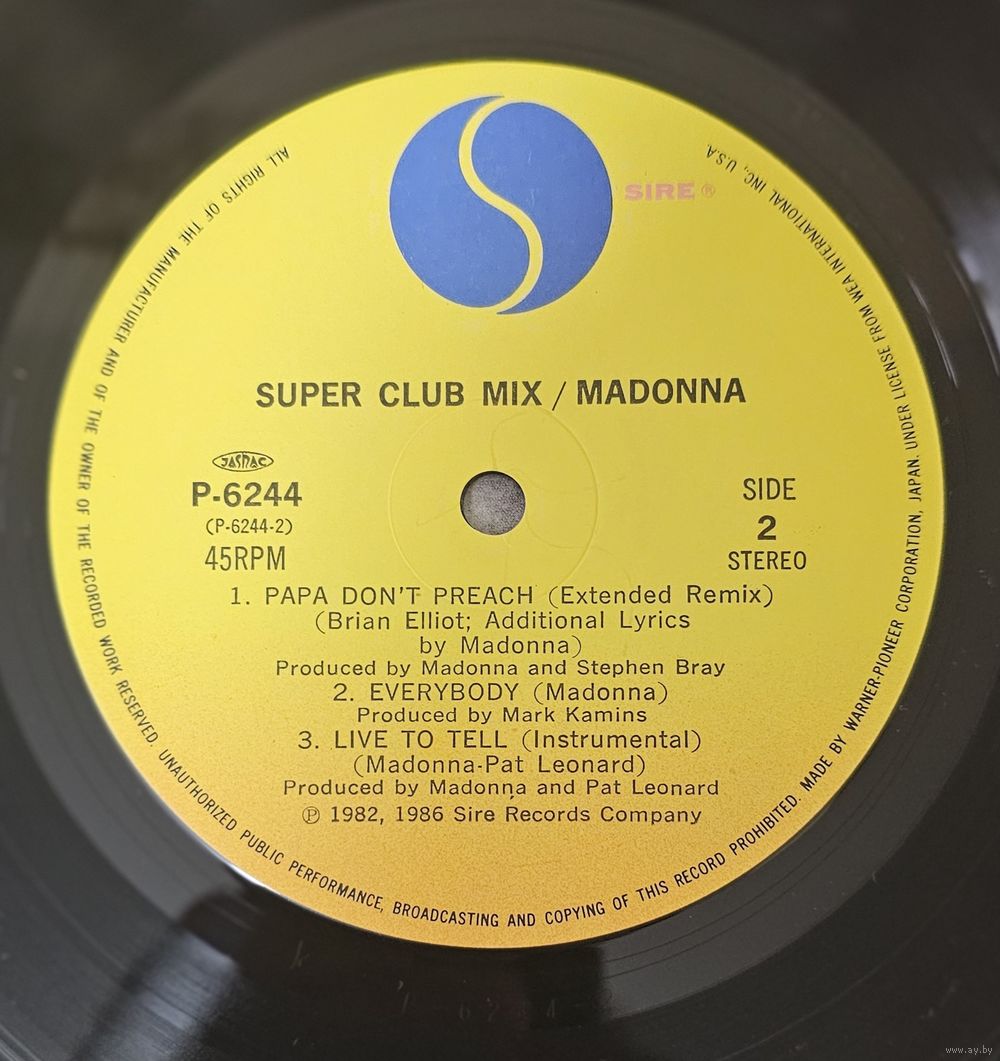 SIRE ®
SUPER CLUB MIX / MADONNA
JASRAC
P-6244
(P-6244-2)
45RPM
SIDE
2
STEREO
1. PAPA DON'T PREACH (Extended Remix)
(Brian Elliot; Additional Lyrics
by Madonna)
Produced by Madonna and Stephen Bray
2. EVERYBODY (Madonna)
Produced by Mark Kamins
3. LIVE TO TELL (Instrumental)
(Madonna-Pat Leonard)
Produced by Madonna and Pat Leonard
℗ 1982, 1986 Sire Records Company
ALL RIGHTS OF THE MANUFACTURER AND OF THE OWNER OF THE RECORDED WORK RESERVED. UNAUTHORIZED PUBLIC PERFORMANCE, BROADCASTING AND COPYING OF THIS RECORD PROHIBITED. MADE BY WARNER-PIONEER CORPORATION, JAPAN. UNDER LICENSE FROM WEA INTERNATIONAL INC., U.S.A.
www.ay.by